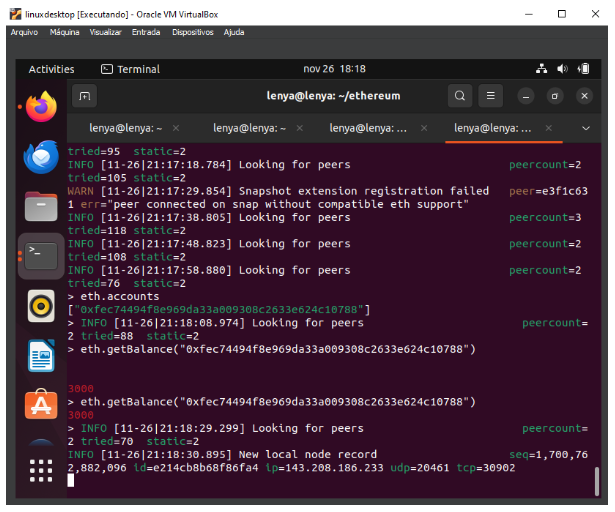 linuxdesktop [Executando] - Oracle VM VirtualBox
Arquivo Máquina Visualizar Entrada Dispositivos Ajuda
Activities Terminal nov 26 18:18
lenya@lenya: ~/ethereum
lenya@lenya: ~ × lenya@lenya: ~ × lenya@lenya: ... × lenya@lenya: ... ×
tried=95 static=2
INFO [11-26|21:17:18.784] Looking for peers peercount=2
tried=105 static=2
WARN [11-26|21:17:29.854] Snapshot extension registration failed peer=e3f1c63
1 err="peer connected on snap without compatible eth support"
INFO [11-26|21:17:38.805] Looking for peers peercount=3
tried=118 static=2
INFO [11-26|21:17:48.823] Looking for peers peercount=2
tried=108 static=2
INFO [11-26|21:17:58.880] Looking for peers peercount=2
tried=76 static=2
> eth.accounts
["0xfec74494f8e969da33a009308c2633e624c10788"]
> INFO [11-26|21:18:08.974] Looking for peers peercount=
2 tried=88 static=2
> eth.getBalance("0xfec74494f8e969da33a009308c2633e624c10788")
3000
> eth.getBalance("0xfec74494f8e969da33a009308c2633e624c10788")
3000
> INFO [11-26|21:18:29.299] Looking for peers peercount=
2 tried=70 static=2
INFO [11-26|21:18:30.895] New local node record seq=1,700,76
2,882,096 id=e214cb8b68f86fa4 ip=143.208.186.233 udp=20461 tcp=30902